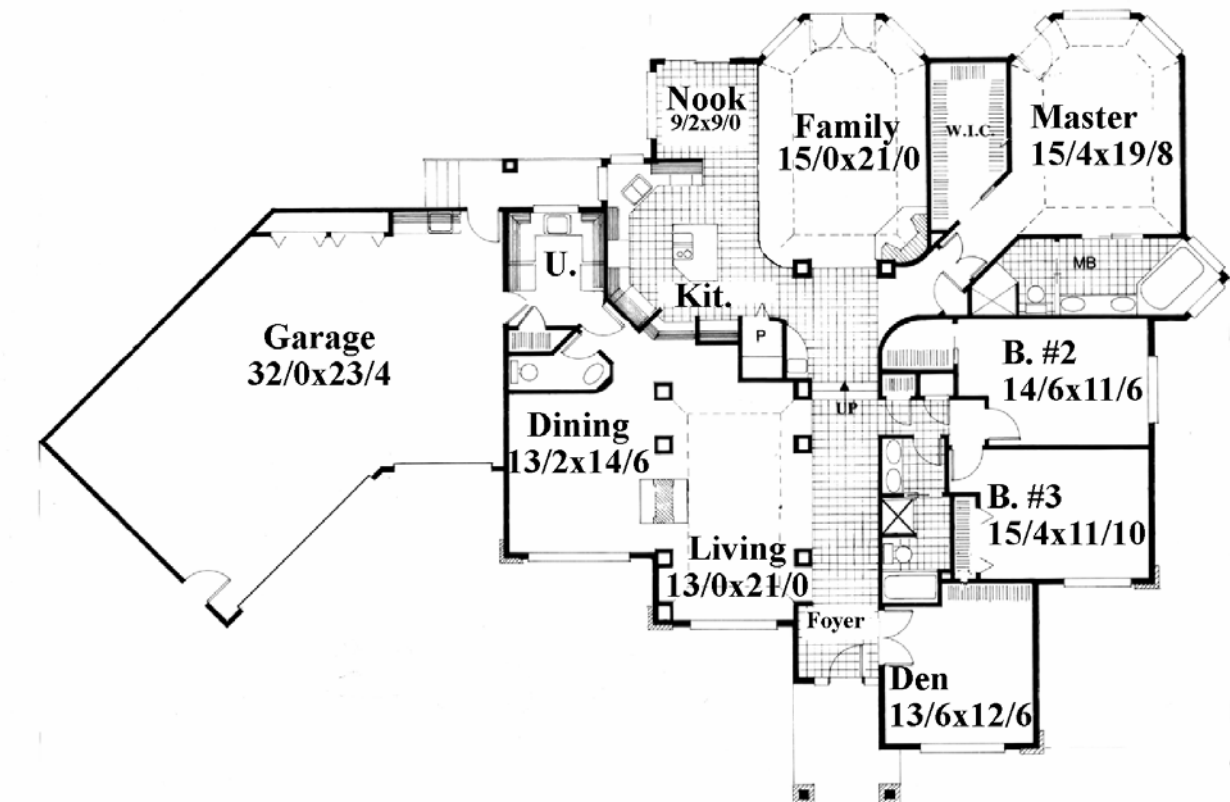 Nook
9/2x9/0
Family
15/0x21/0
W.I.C.
Master
15/4x19/8
U.
Kit.
MB
P
Garage
32/0x23/4
B. #2
14/6x11/6
UP
Dining
13/2x14/6
B. #3
15/4x11/10
Living
13/0x21/0
Foyer
Den
13/6x12/6